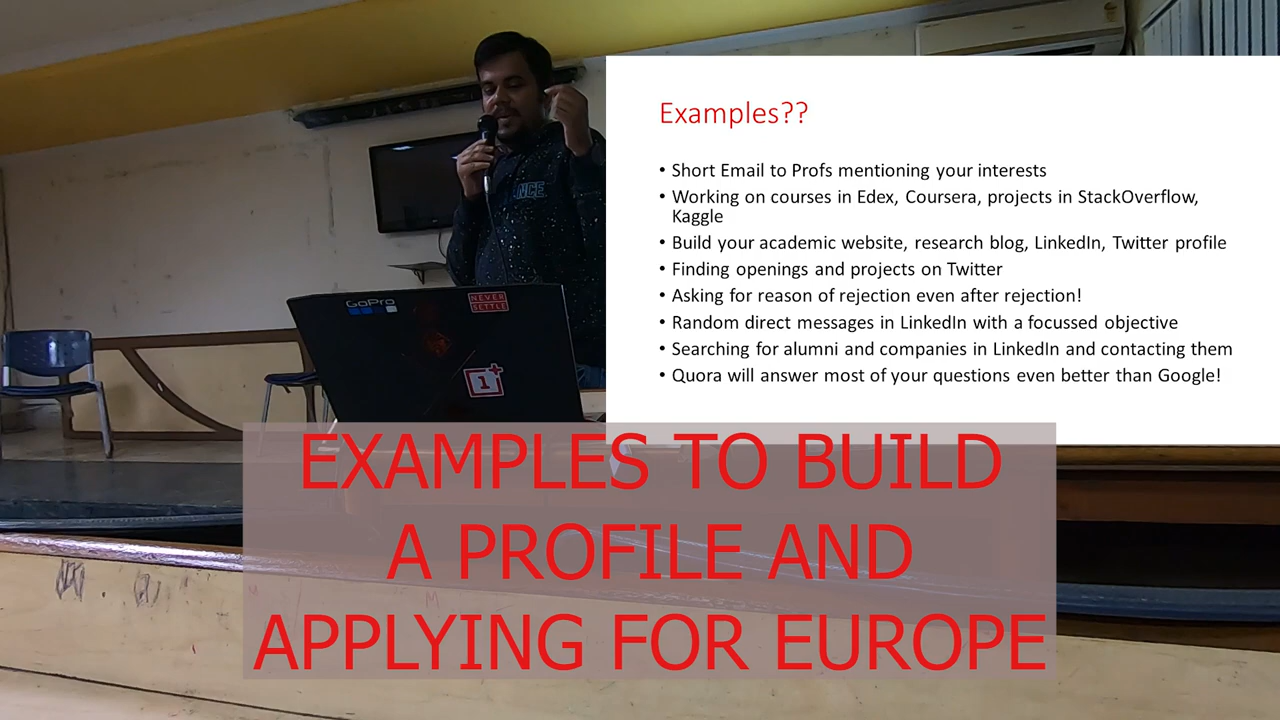 Examples??
• Short Email to Profs mentioning your interests
• Working on courses in Edex, Coursera, projects in StackOverflow,
Kaggle
• Build your academic website, research blog, LinkedIn, Twitter profile
• Finding openings and projects on Twitter
• Asking for reason of rejection even after rejection!
• Random direct messages in LinkedIn with a focussed objective
• Searching for alumni and companies in LinkedIn and contacting them
• Quora will answer most of your questions even better than Google!
GoPro
NEVER
SETTLE
1+
EXAMPLES TO BUILD
A PROFILE AND
APPLYING FOR EUROPE